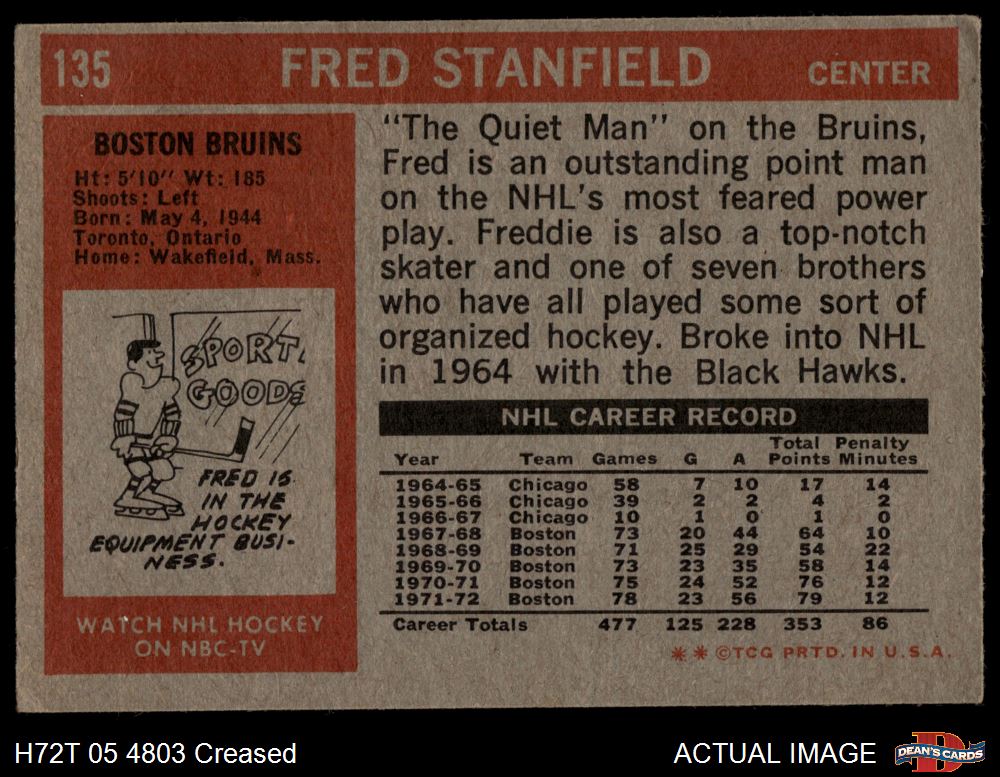 135 FRED STANFIELD CENTER
BOSTON BRUINS
Ht: 5'10" Wt: 185
Shoots: Left
Born: May 4, 1944
Toronto, Ontario
Home: Wakefield, Mass.
SPORT
GOODS
FRED IS
IN THE
HOCKEY
EQUIPMENT BUSI-
NESS.
WATCH NHL HOCKEY
ON NBC-TV
"The Quiet Man" on the Bruins,
Fred is an outstanding point man
on the NHL's most feared power
play. Freddie is also a top-notch
skater and one of seven brothers
who have all played some sort of
organized hockey. Broke into NHL
in 1964 with the Black Hawks.
NHL CAREER RECORD
Year Team Games G A Total Points Penalty Minutes
1964-65 Chicago 58 7 10 17 14
1965-66 Chicago 39 2 2 4 2
1966-67 Chicago 10 1 0 1 0
1967-68 Boston 73 20 44 64 10
1968-69 Boston 71 25 29 54 22
1969-70 Boston 73 23 35 58 14
1970-71 Boston 75 24 52 76 12
1971-72 Boston 78 23 56 79 12
Career Totals 477 125 228 353 86
* * ©TCG PRTD. IN U.S.A.
H72T 05 4803 Creased
ACTUAL IMAGE
DEAN'S CARDS